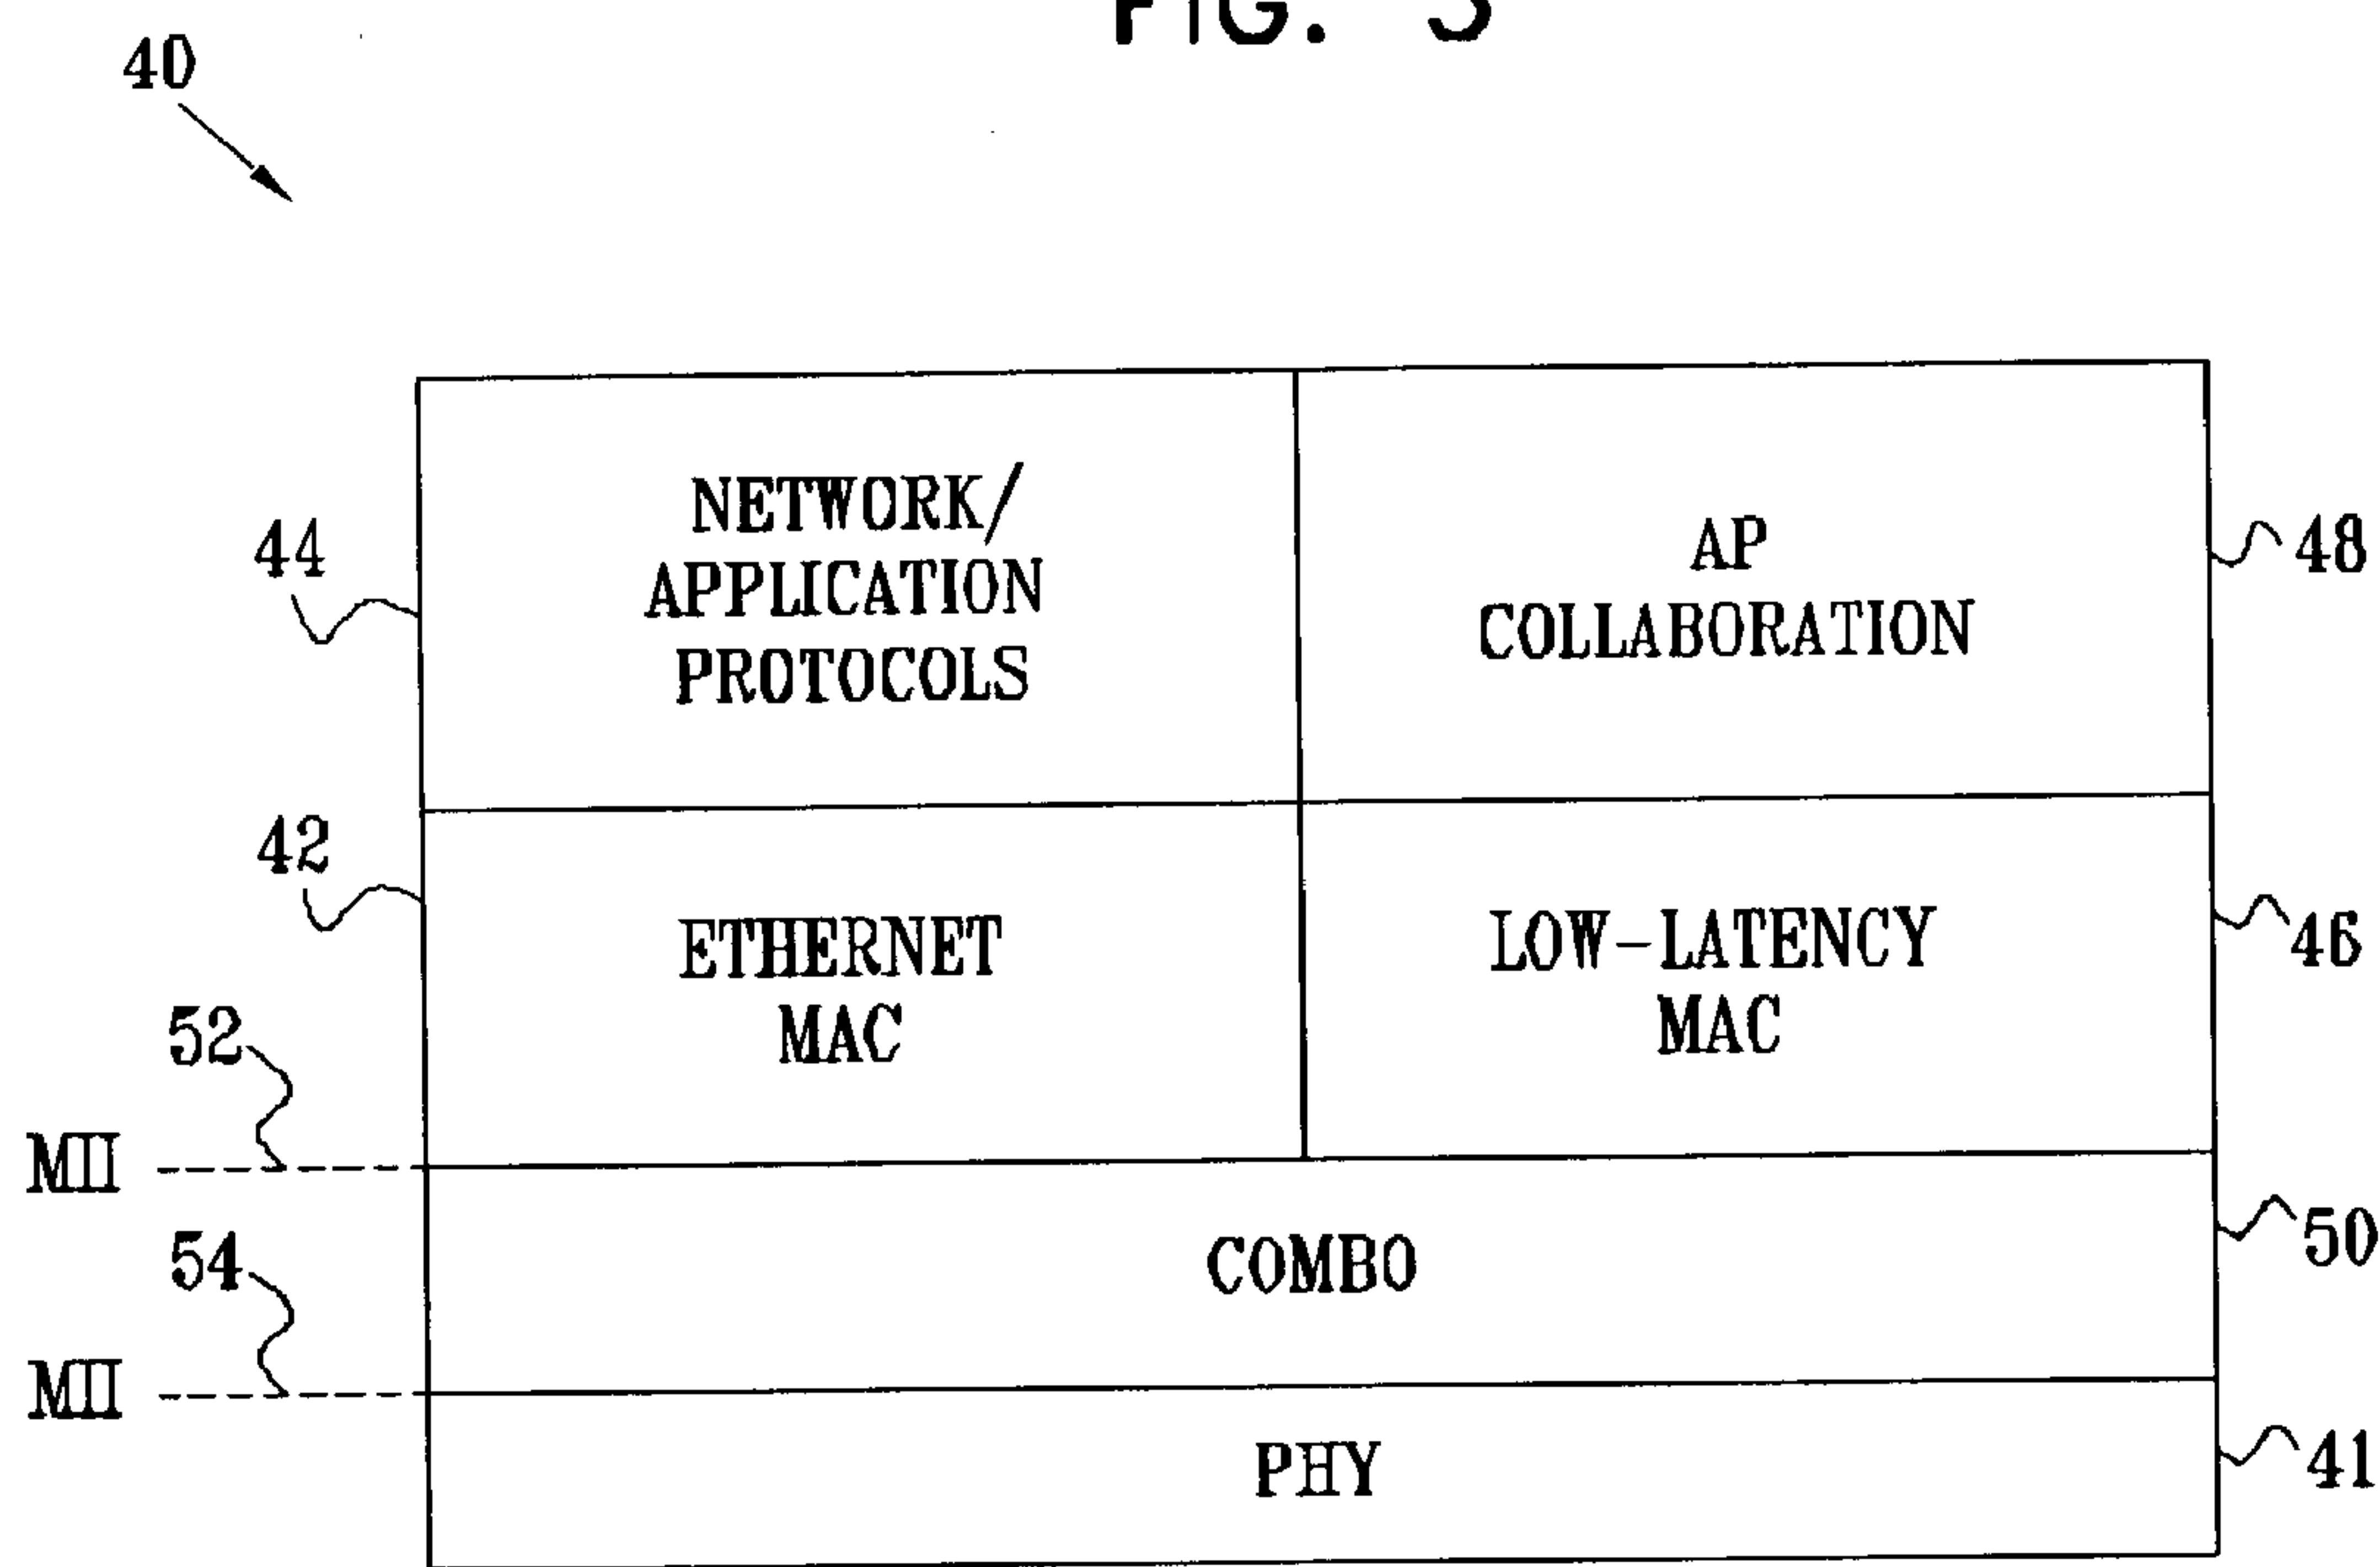 FIG. 3
40
NETWORK/
APPLICATION
PROTOCOLS
AP
COLLABORATION
44
48
42
ETHERNET
MAC
LOW-LATENCY
MAC
46
52
MII
COMBO
50
54
MII
PHY
41